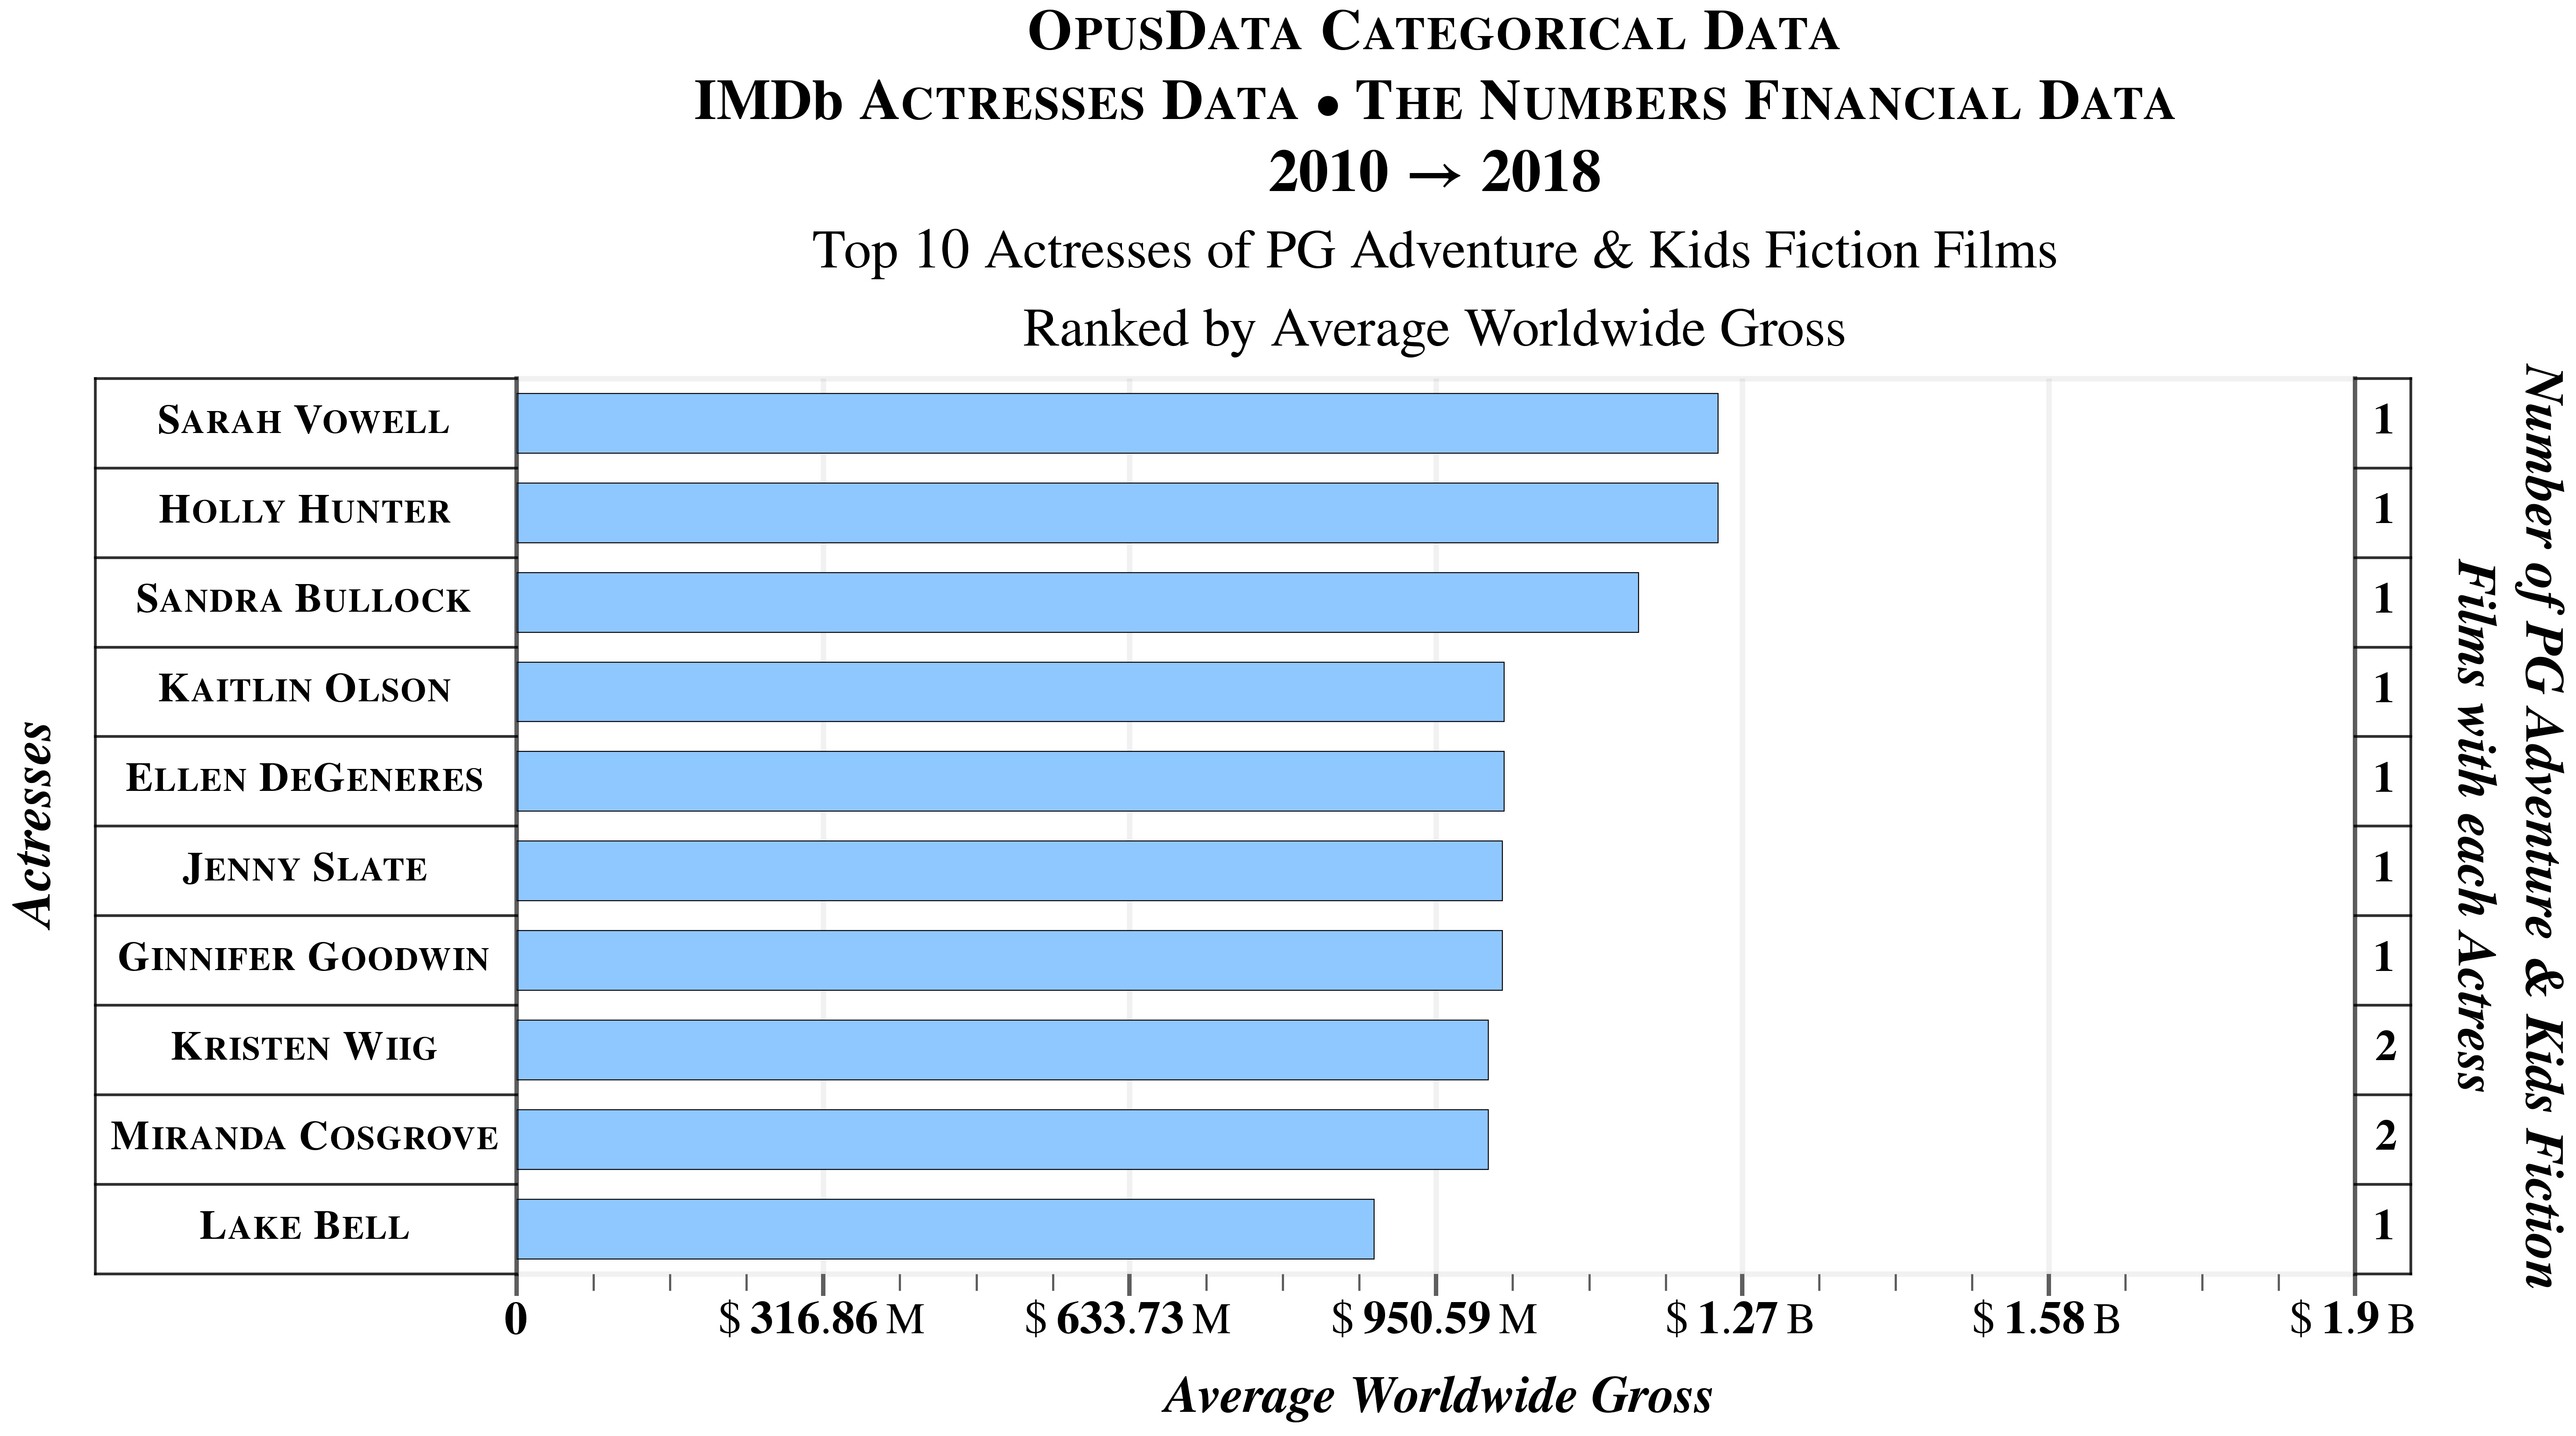 OPUSDATA CATEGORICAL DATA
IMDb ACTRESSES DATA • THE NUMBERS FINANCIAL DATA
2010 → 2018
Top 10 Actresses of PG Adventure & Kids Fiction Films
Ranked by Average Worldwide Gross
Actresses
SARAH VOWELL 1
HOLLY HUNTER 1
SANDRA BULLOCK 1
KAITLIN OLSON 1
ELLEN DEGENERES 1
JENNY SLATE 1
GINNIFER GOODWIN 1
KRISTEN WIIG 2
MIRANDA COSGROVE 2
LAKE BELL 1
Number of PG Adventure & Kids Fiction
Films with each Actress
0 $ 316.86 M $ 633.73 M $ 950.59 M $ 1.27 B $ 1.58 B $ 1.9 B
Average Worldwide Gross